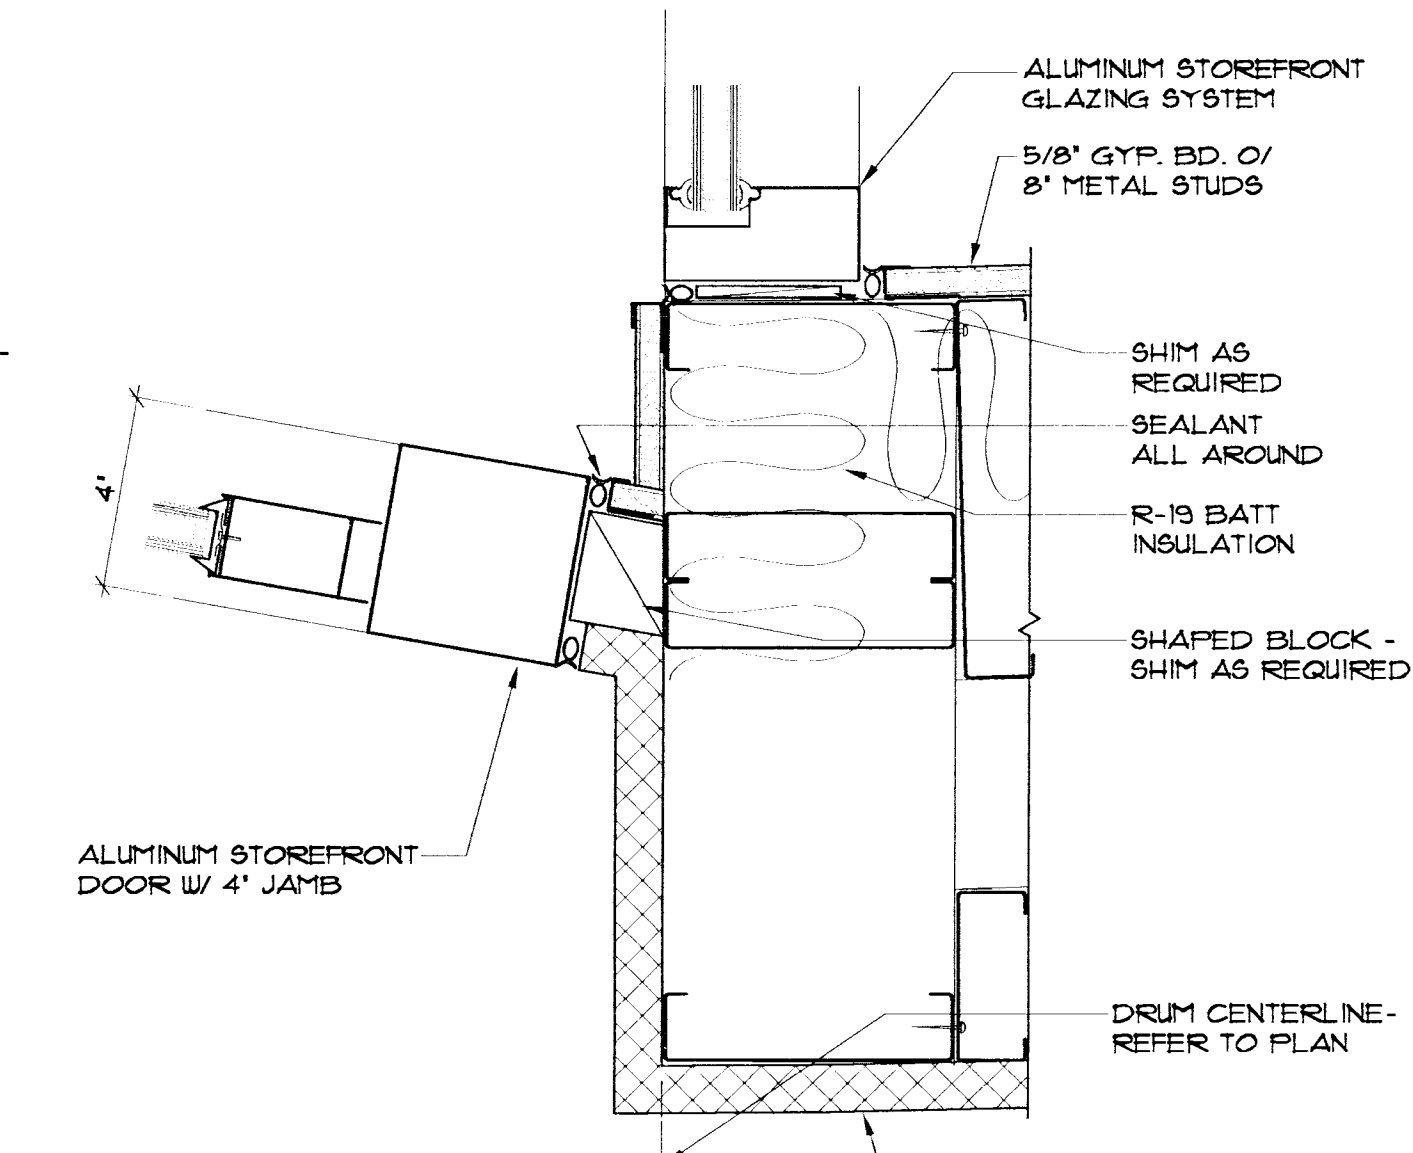 ALUMINUM STOREFRONT
GLAZING SYSTEM
5/8" GYP. BD. O/
8" METAL STUDS
SHIM AS
REQUIRED
SEALANT
ALL AROUND
R-19 BATT
INSULATION
4"
SHAPED BLOCK -
SHIM AS REQUIRED
ALUMINUM STOREFRONT
DOOR W/ 4" JAMB
DRUM CENTERLINE-
REFER TO PLAN